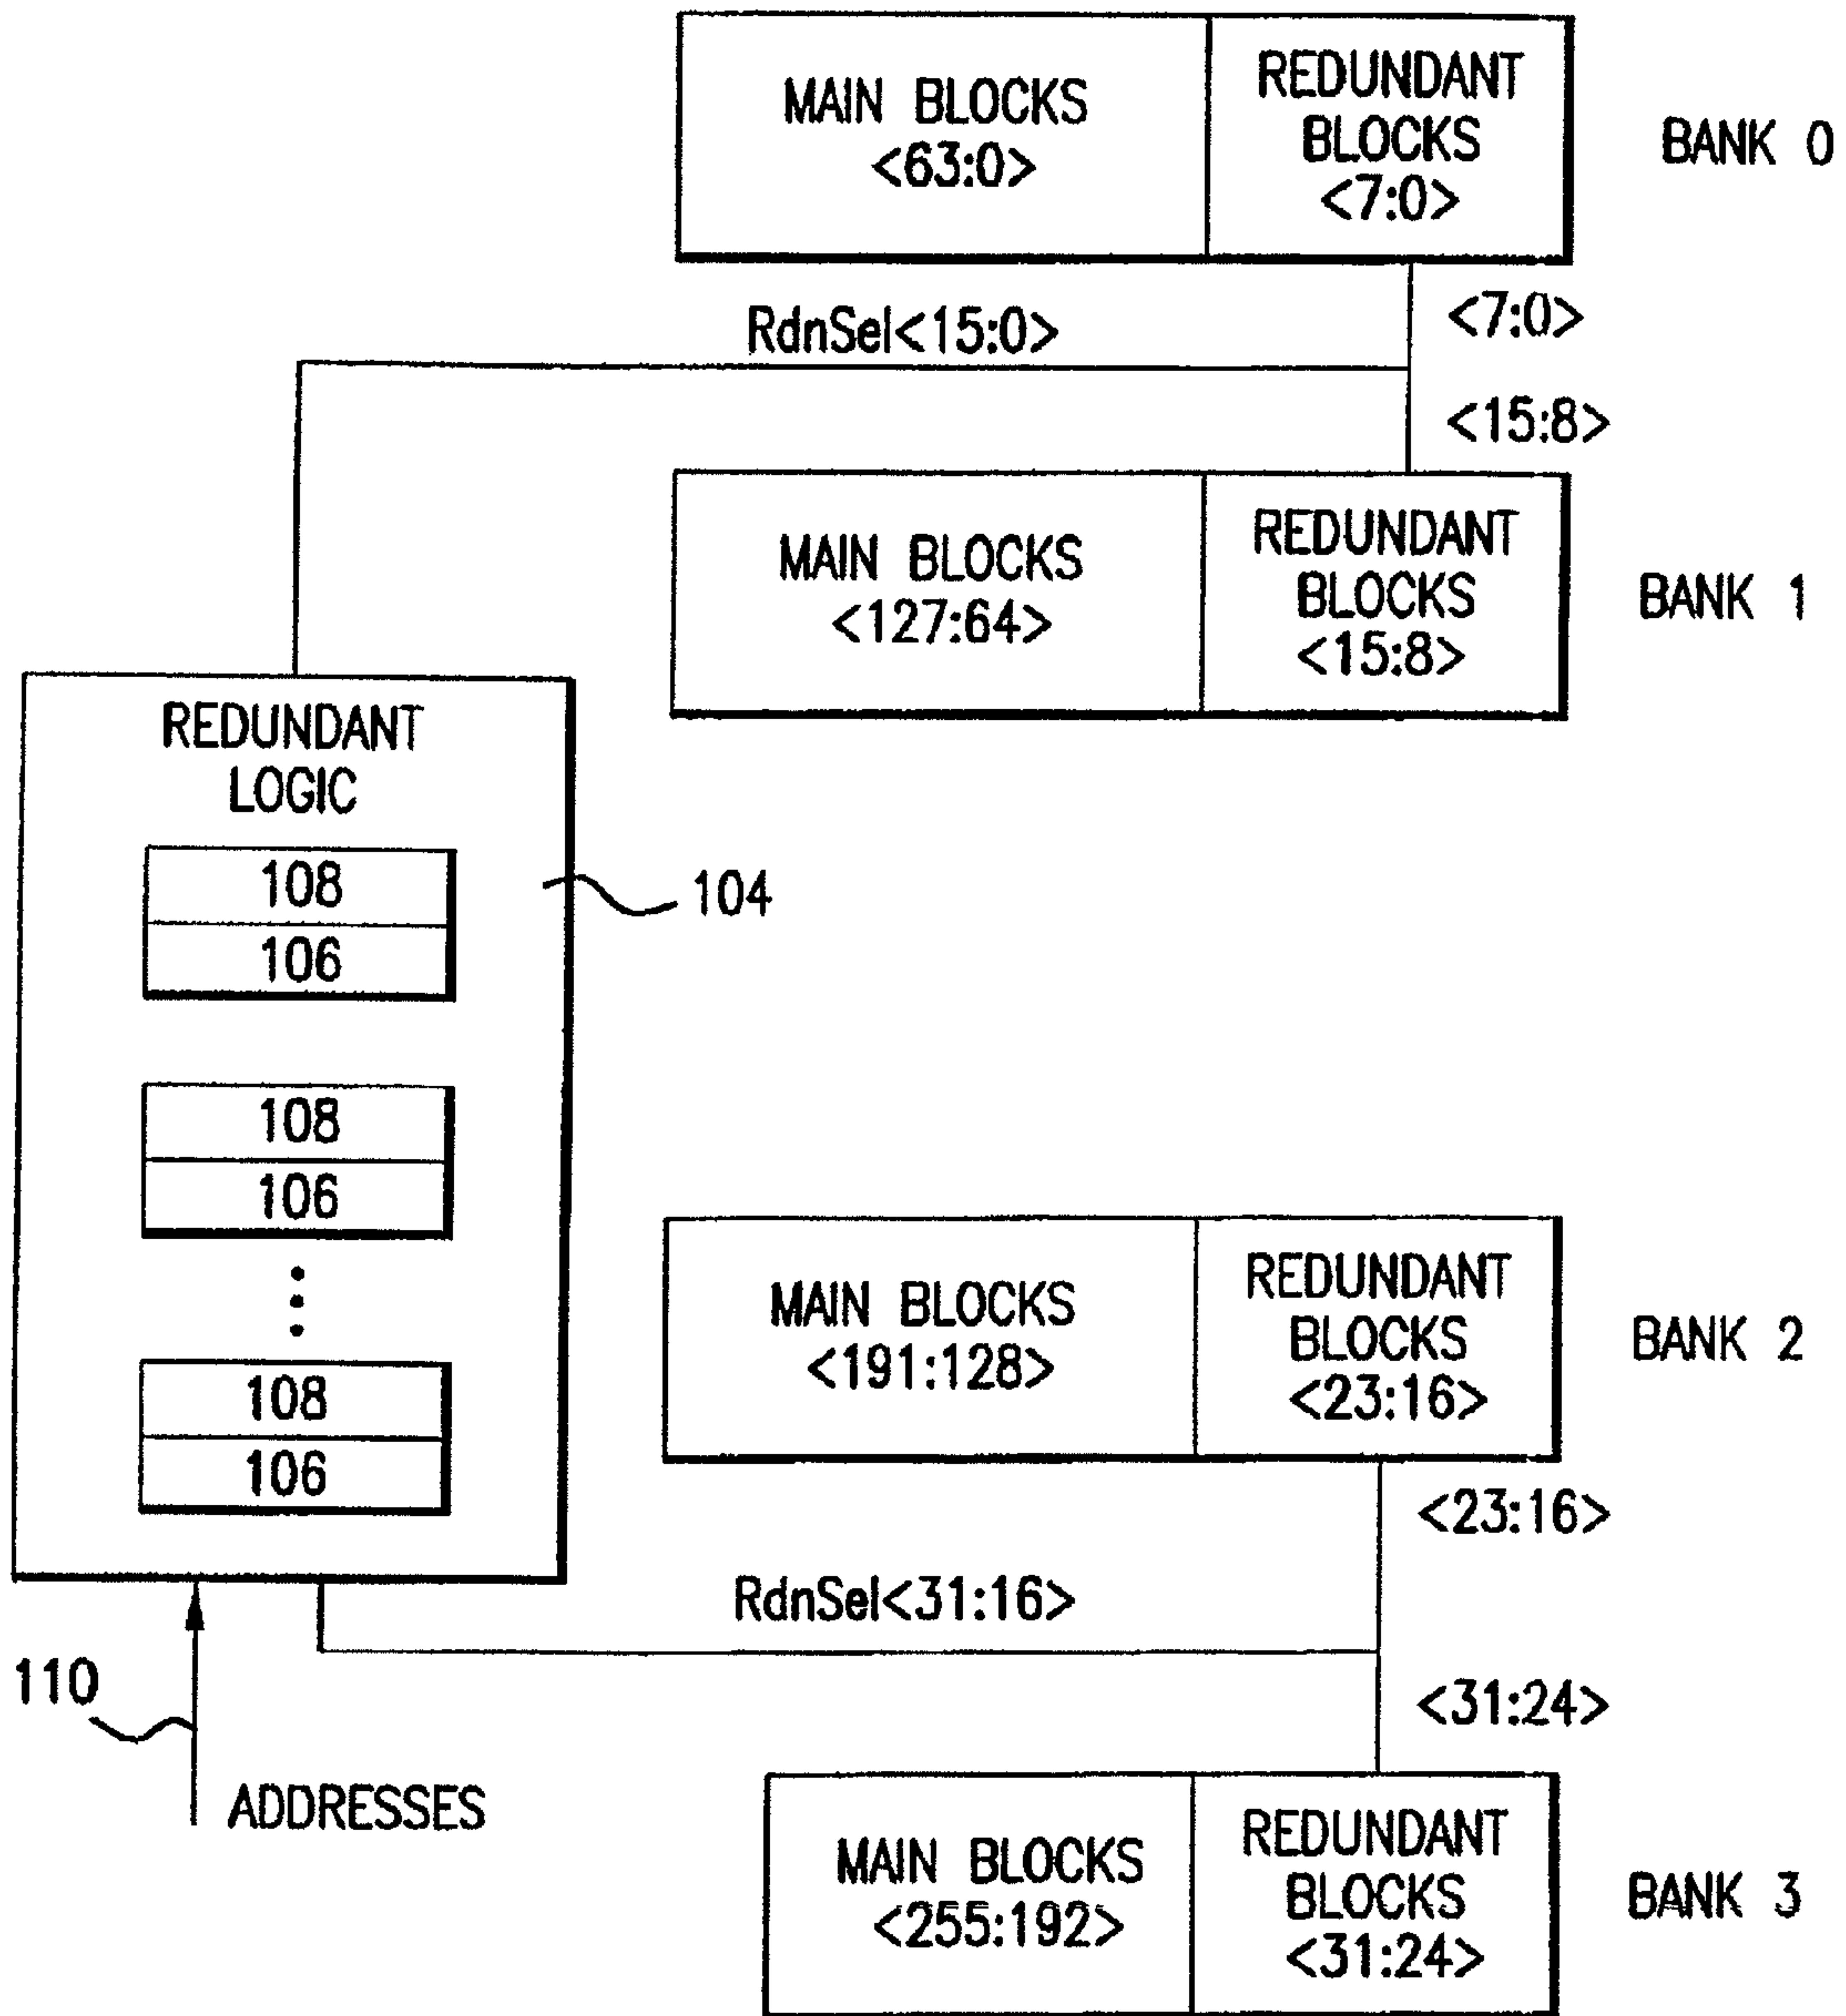 MAIN BLOCKS
<63:0>
REDUNDANT
BLOCKS
<7:0>
BANK 0
RdnSel<15:0>
<7:0>
<15:8>
MAIN BLOCKS
<127:64>
REDUNDANT
BLOCKS
<15:8>
BANK 1
REDUNDANT
LOGIC
108
106
104
108
106
108
106
MAIN BLOCKS
<191:128>
REDUNDANT
BLOCKS
<23:16>
BANK 2
<23:16>
RdnSel<31:16>
<31:24>
110
ADDRESSES
MAIN BLOCKS
<255:192>
REDUNDANT
BLOCKS
<31:24>
BANK 3